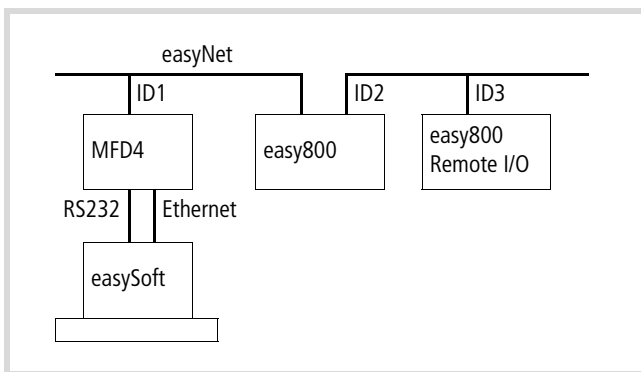 easyNet
ID1
ID2
ID3
MFD4
easy800
easy800
Remote I/O
RS232
Ethernet
easySoft